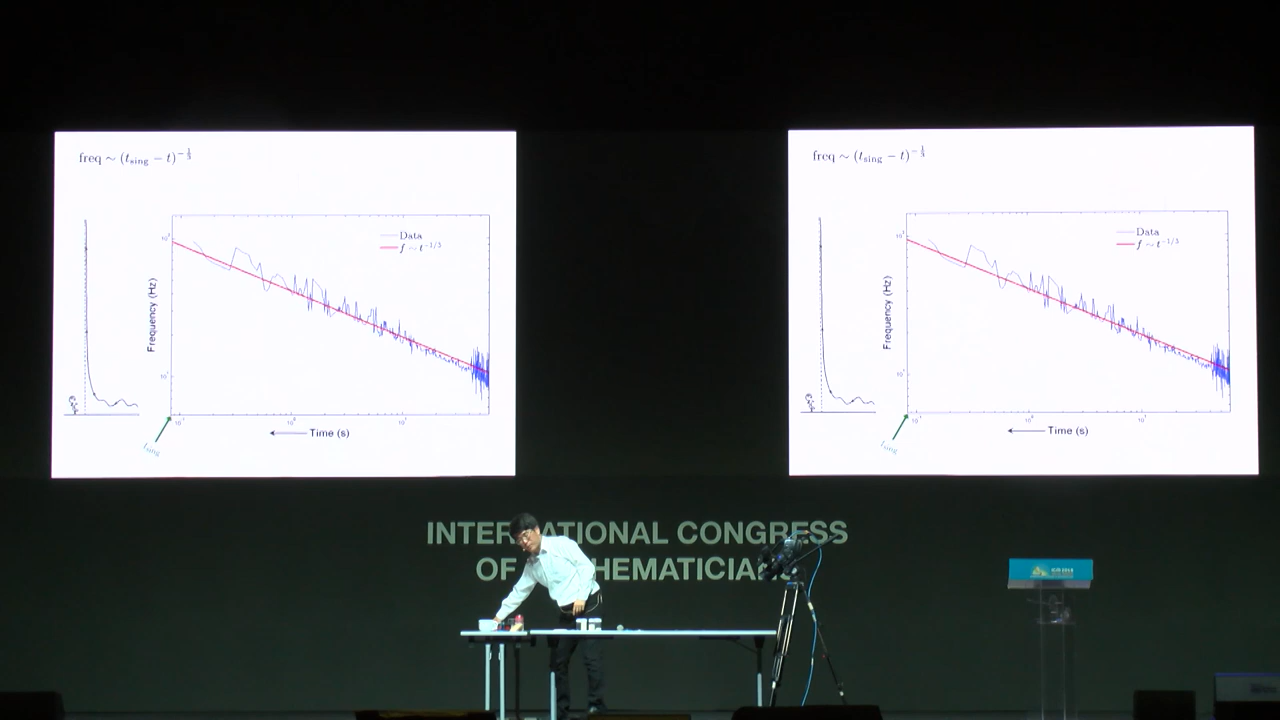 freq ∼ (t_sing − t)^{-1/3}
Data
f ∼ t^{-1/3}
Frequency (Hz)
Time (s)
t_sing
freq ∼ (t_sing − t)^{-1/3}
Data
f ∼ t^{-1/3}
Frequency (Hz)
Time (s)
t_sing
INTERNATIONAL CONGRESS
OF